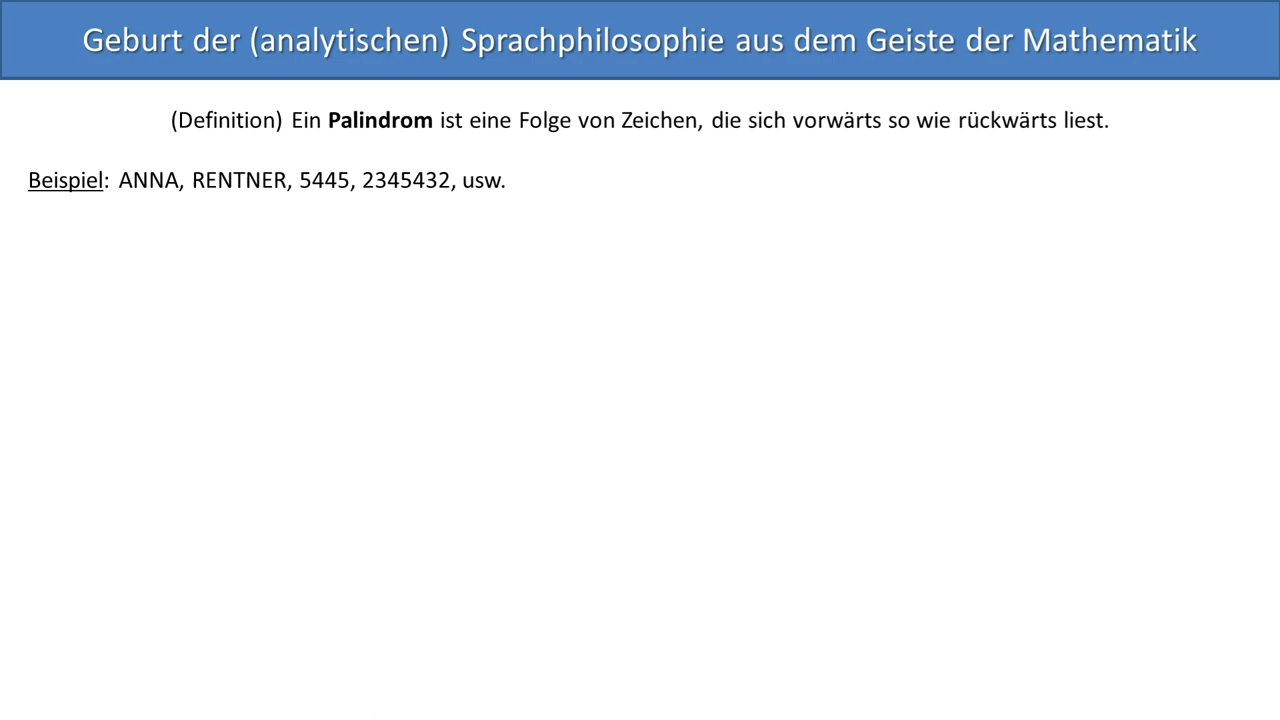 Geburt der (analytischen) Sprachphilosophie aus dem Geiste der Mathematik
(Definition) Ein Palindrom ist eine Folge von Zeichen, die sich vorwärts so wie rückwärts liest.
Beispiel: ANNA, RENTNER, 5445, 2345432, usw.